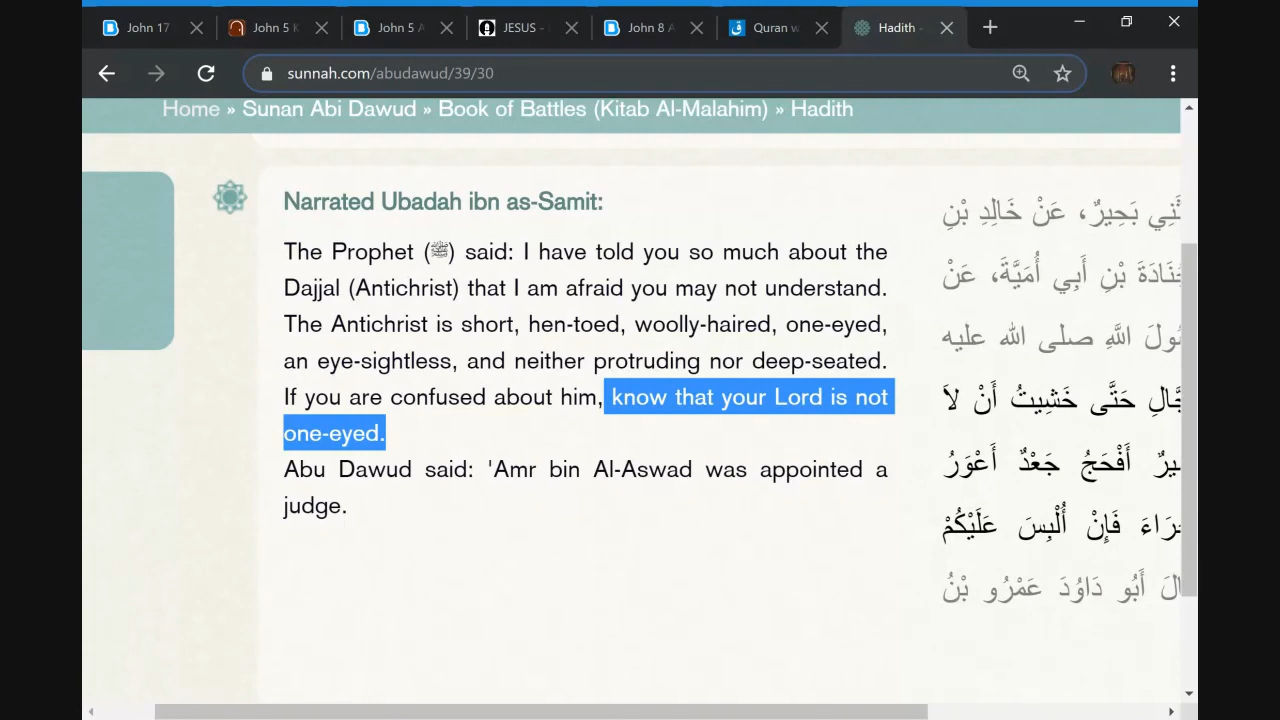 John 17
John 5 K
John 5 A
JESUS -
John 8 A
Quran w
Hadith -
sunnah.com/abudawud/39/30
Home » Sunan Abi Dawud » Book of Battles (Kitab Al-Malahim) » Hadith
Narrated Ubadah ibn as-Samit:
The Prophet (ﷺ) said: I have told you so much about the
Dajjal (Antichrist) that I am afraid you may not understand.
The Antichrist is short, hen-toed, woolly-haired, one-eyed,
an eye-sightless, and neither protruding nor deep-seated.
If you are confused about him, know that your Lord is not
one-eyed.
Abu Dawud said: 'Amr bin Al-Aswad was appointed a
judge.
بَحِيرٌ، عَنْ خَالِدِ بْنِ
بْنِ أَبِي أُمَيَّةَ، عَنْ
صلى الله عليه
حَتَّى خَشِيتُ أَنْ لاَ
أَفْحَجُ جَعْدٌ أَعْوَرُ
فَإِنْ أُلْبِسَ عَلَيْكُمْ
أَبُو دَاوُدَ عَمْرُو بْنُ